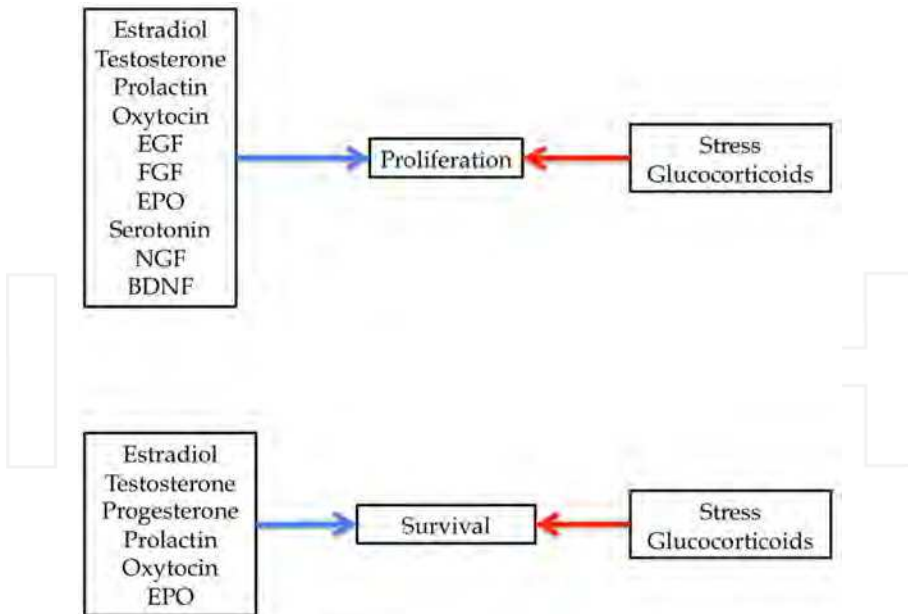 Estradiol
Testosterone
Prolactin
Oxytocin
EGF
FGF
EPO
Serotonin
NGF
BDNF
Proliferation
Stress
Glucocorticoids
Estradiol
Testosterone
Progesterone
Prolactin
Oxytocin
EPO
Survival
Stress
Glucocorticoids